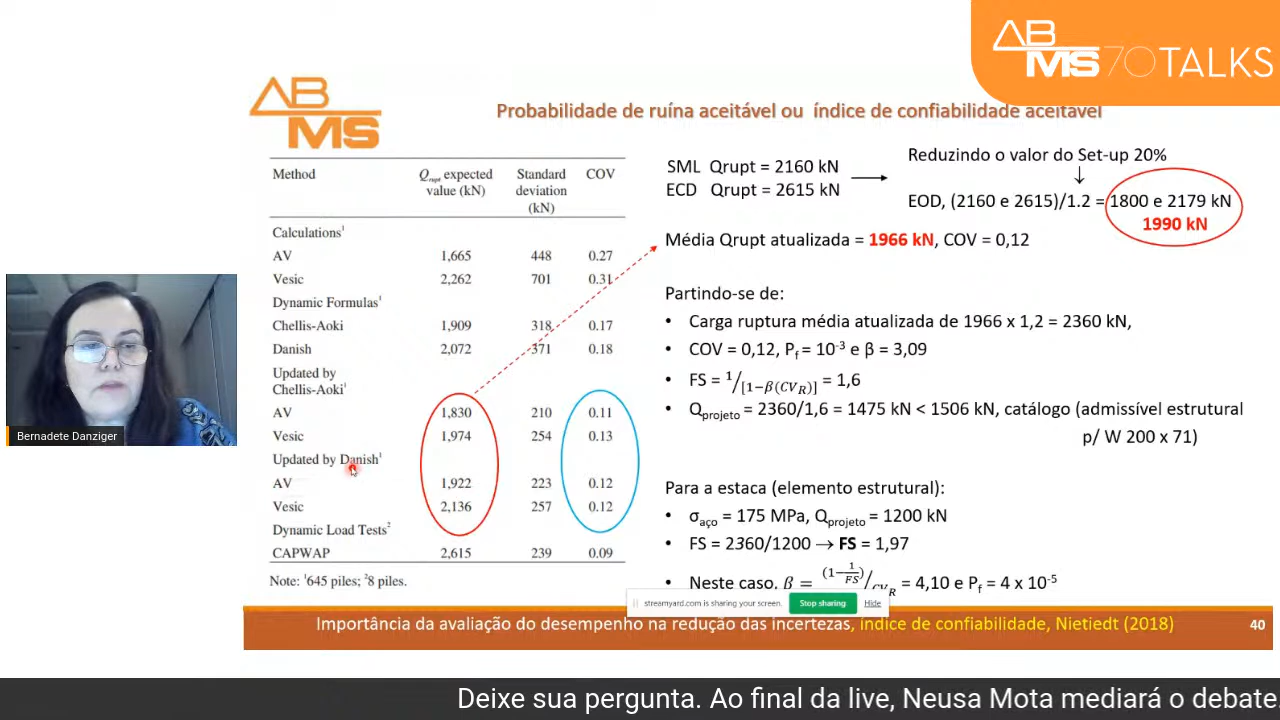 ABMS 70 TALKS
ABMS
Probabilidade de ruína aceitável ou índice de confiabilidade aceitável
Method Qrupt expected value (kN) Standard deviation (kN) COV
Calculations¹
AV 1,665 448 0.27
Vesic 2,262 701 0.31
Dynamic Formulas¹
Chellis-Aoki 1,909 318 0.17
Danish 2,072 371 0.18
Updated by
Chellis-Aoki¹
AV 1,830 210 0.11
Vesic 1,974 254 0.13
Updated by Danish¹
AV 1,922 223 0.12
Vesic 2,136 257 0.12
Dynamic Load Tests²
CAPWAP 2,615 239 0.09
Note: ¹645 piles; ²8 piles.
SML Qrupt = 2160 kN
ECD Qrupt = 2615 kN
Reduzindo o valor do Set-up 20%
EOD, (2160 e 2615)/1.2 = 1800 e 2179 kN
1990 kN
Média Qrupt atualizada = 1966 kN, COV = 0,12
Partindo-se de:
• Carga ruptura média atualizada de 1966 x 1,2 = 2360 kN,
• COV = 0,12, Pf = 10⁻³ e β = 3,09
• FS = 1/[1−β(CVR)] = 1,6
• Qprojeto = 2360/1,6 = 1475 kN < 1506 kN, catálogo (admissível estrutural
p/ W 200 x 71)
Para a estaca (elemento estrutural):
• σaço = 175 MPa, Qprojeto = 1200 kN
• FS = 2360/1200 → FS = 1,97
• Neste caso, β = (1−1/FS)/CVR = 4,10 e Pf = 4 x 10⁻⁵
streamyard.com is sharing your screen. Stop sharing Hide
Importância da avaliação do desempenho na redução das incertezas, índice de confiabilidade, Nietiedt (2018) 40
Bernadete Danziger
Deixe sua pergunta. Ao final da live, Neusa Mota mediará o debate.